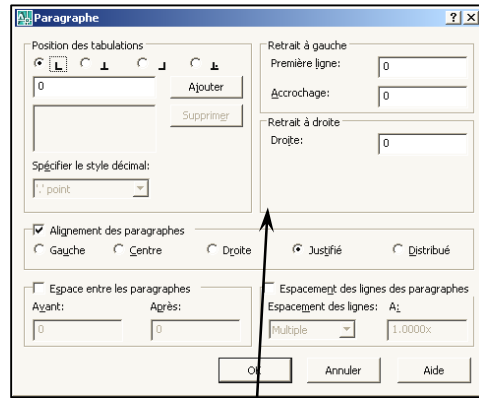 Paragraphe
Position des tabulations
0
Ajouter
Supprimer
Spécifier le style décimal:
'.' point
Retrait à gauche
Première ligne:
0
Accrochage:
0
Retrait à droite
Droite:
0
Alignement des paragraphes
Gauche
Centre
Droite
Justifié
Distribué
Espace entre les paragraphes
Avant:
Après:
0
0
Espacement des lignes des paragraphes
Espacement des lignes:
A:
Multiple
1.0000x
OK
Annuler
Aide